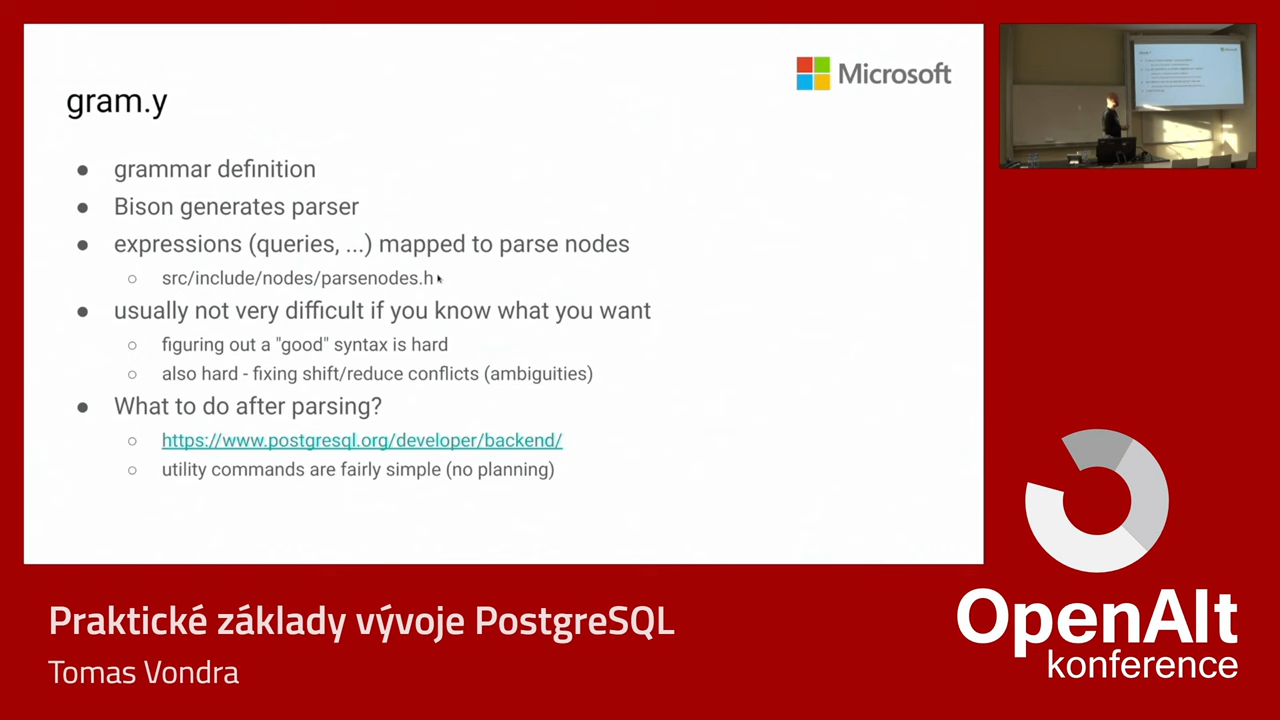 Microsoft
gram.y
● grammar definition
● Bison generates parser
● expressions (queries, ...) mapped to parse nodes
○ src/include/nodes/parsenodes.h
● usually not very difficult if you know what you want
○ figuring out a "good" syntax is hard
○ also hard - fixing shift/reduce conflicts (ambiguities)
● What to do after parsing?
○ https://www.postgresql.org/developer/backend/
○ utility commands are fairly simple (no planning)
Praktické základy vývoje PostgreSQL
Tomas Vondra
OpenAlt
konference